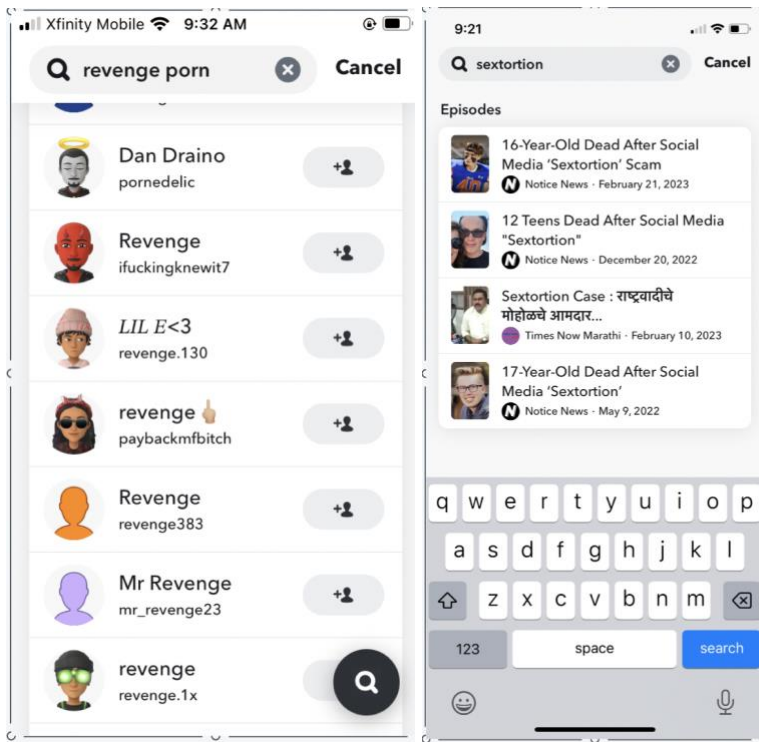 Xfinity Mobile 9:32 AM
revenge porn
Cancel
Dan Draino
pornedelic
Revenge
ifuckingknewit7
LIL E<3
revenge.130
revenge🖕🏼
paybackmfbitch
Revenge
revenge383
Mr Revenge
mr_revenge23
revenge
revenge.1x
9:21
sextortion
Cancel
Episodes
16-Year-Old Dead After Social
Media ‘Sextortion’ Scam
N Notice News · February 21, 2023
12 Teens Dead After Social Media
"Sextortion"
N Notice News · December 20, 2022
Sextortion Case : राष्ट्रवादीचे
मोहोळचे आमदार...
Times Now Marathi · February 10, 2023
17-Year-Old Dead After Social
Media ‘Sextortion’
N Notice News · May 9, 2022
q w e r t y u i o p
a s d f g h j k l
z x c v b n m
123 space search